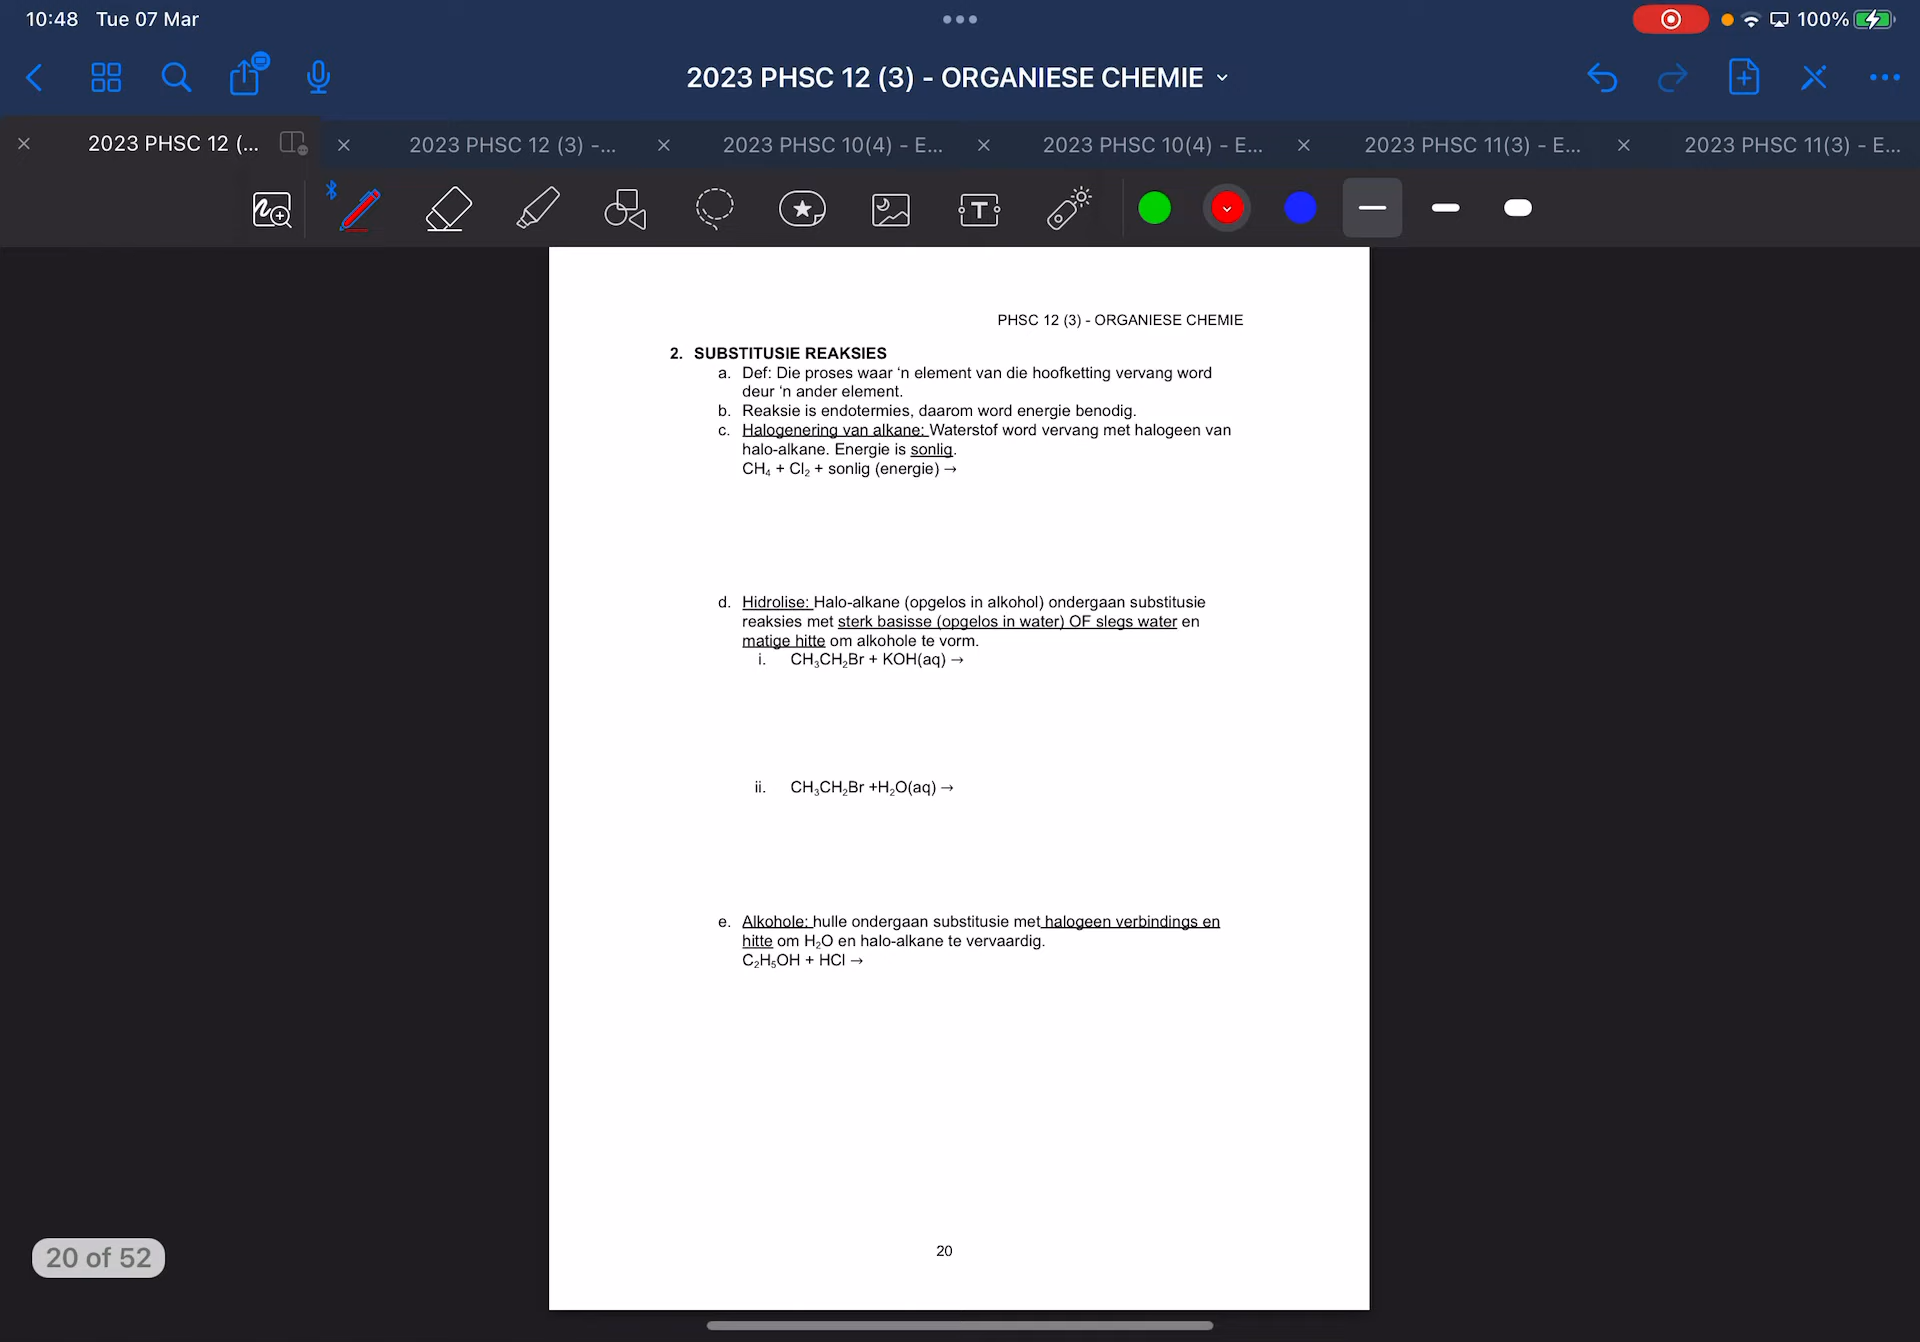 10:48 Tue 07 Mar
100%
2023 PHSC 12 (3) - ORGANIESE CHEMIE
2023 PHSC 12 (...
2023 PHSC 12 (3) -...
2023 PHSC 10(4) - E...
2023 PHSC 10(4) - E...
2023 PHSC 11(3) - E...
2023 PHSC 11(3) - E...
T
PHSC 12 (3) - ORGANIESE CHEMIE
2. SUBSTITUSIE REAKSIES
a. Def: Die proses waar ‘n element van die hoofketting vervang word
deur ‘n ander element.
b. Reaksie is endotermies, daarom word energie benodig.
c. Halogenering van alkane: Waterstof word vervang met halogeen van
halo-alkane. Energie is sonlig.
CH₄ + Cl₂ + sonlig (energie) →
d. Hidrolise: Halo-alkane (opgelos in alkohol) ondergaan substitusie
reaksies met sterk basisse (opgelos in water) OF slegs water en
matige hitte om alkohole te vorm.
i. CH₃CH₂Br + KOH(aq) →
ii. CH₃CH₂Br +H₂O(aq) →
e. Alkohole: hulle ondergaan substitusie met halogeen verbindings en
hitte om H₂O en halo-alkane te vervaardig.
C₂H₅OH + HCl →
20
20 of 52